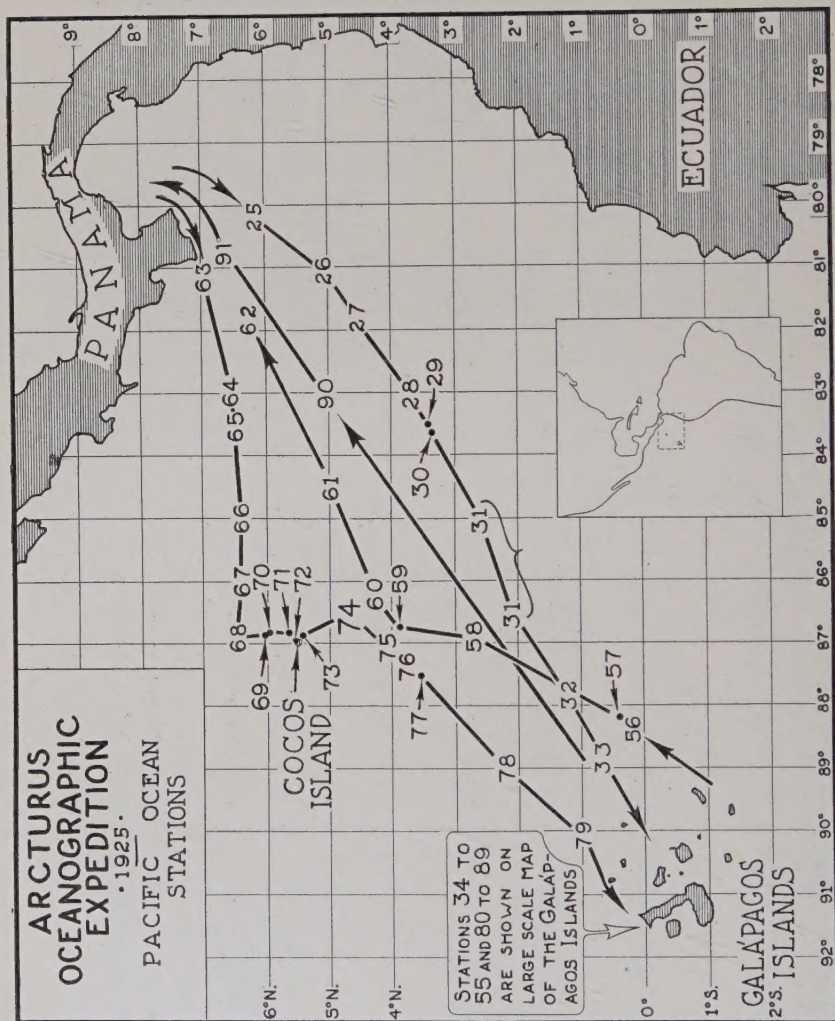 ARCTURUS
OCEANOGRAPHIC
EXPEDITION
·1925·
PACIFIC OCEAN
STATIONS
9°
8°
7°
6°
5°
4°
3°
2°
1°
0°
1°
2°
PANAMA
ECUADOR
78°
79°
80°
81°
82°
83°
84°
85°
86°
87°
88°
89°
90°
91°
92°
6°N.
5°N.
4°N.
0°
1°S.
2°S.
COCOS
ISLAND
GALÁPAGOS
ISLANDS
STATIONS 34 TO
55 AND 80 TO 89
ARE SHOWN ON
LARGE SCALE MAP
OF THE GALÁP-
AGOS ISLANDS
25
26
27
28
29
30
31
31
32
33
56
57
58
59
60
61
62
63
64
65
66
67
68
69
70
71
72
73
74
75
76
77
78
79
90
91